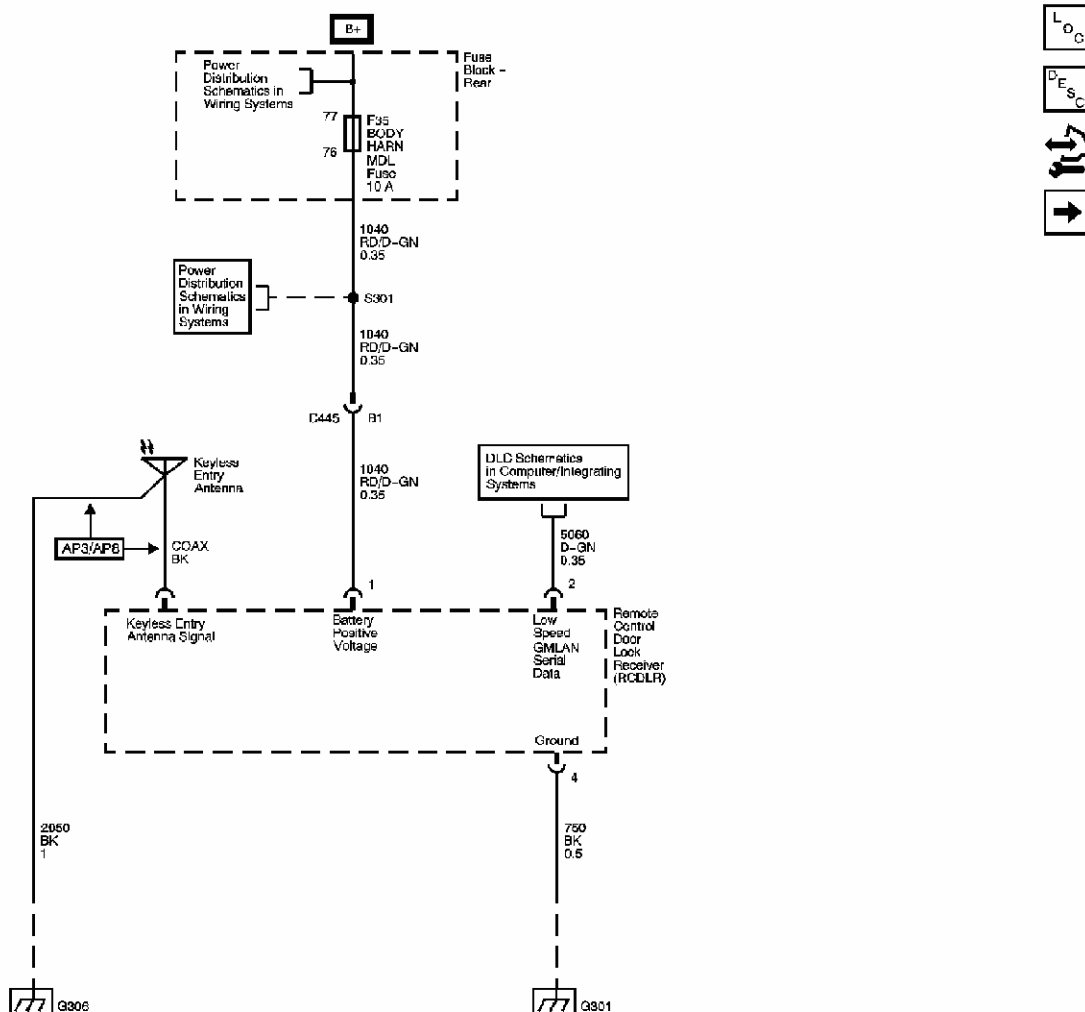 B+
Fuse
Block -
Rear
Power
Distribution
Schematics in
Wiring Systems
77
76
F35
BODY
HARN
MDL
Fuse
10 A
1040
RD/D-GN
0.35
Power
Distribution
Schematics
in Wiring
Systems
S301
1040
RD/D-GN
0.35
C445
B1
Keyless
Entry
Antenna
1040
RD/D-GN
0.35
DLC Schematics
in Computer/Integrating
Systems
AP3/AP8
COAX
BK
5060
D-GN
0.35
1
2
Keyless Entry
Antenna Signal
Battery
Positive
Voltage
Low
Speed
GMLAN
Serial
Data
Remote
Control
Door
Lock
Receiver
(RCDLR)
Ground
4
BK
1
750
BK
0.5
G306
G301
L
O
C
D
E
S
C